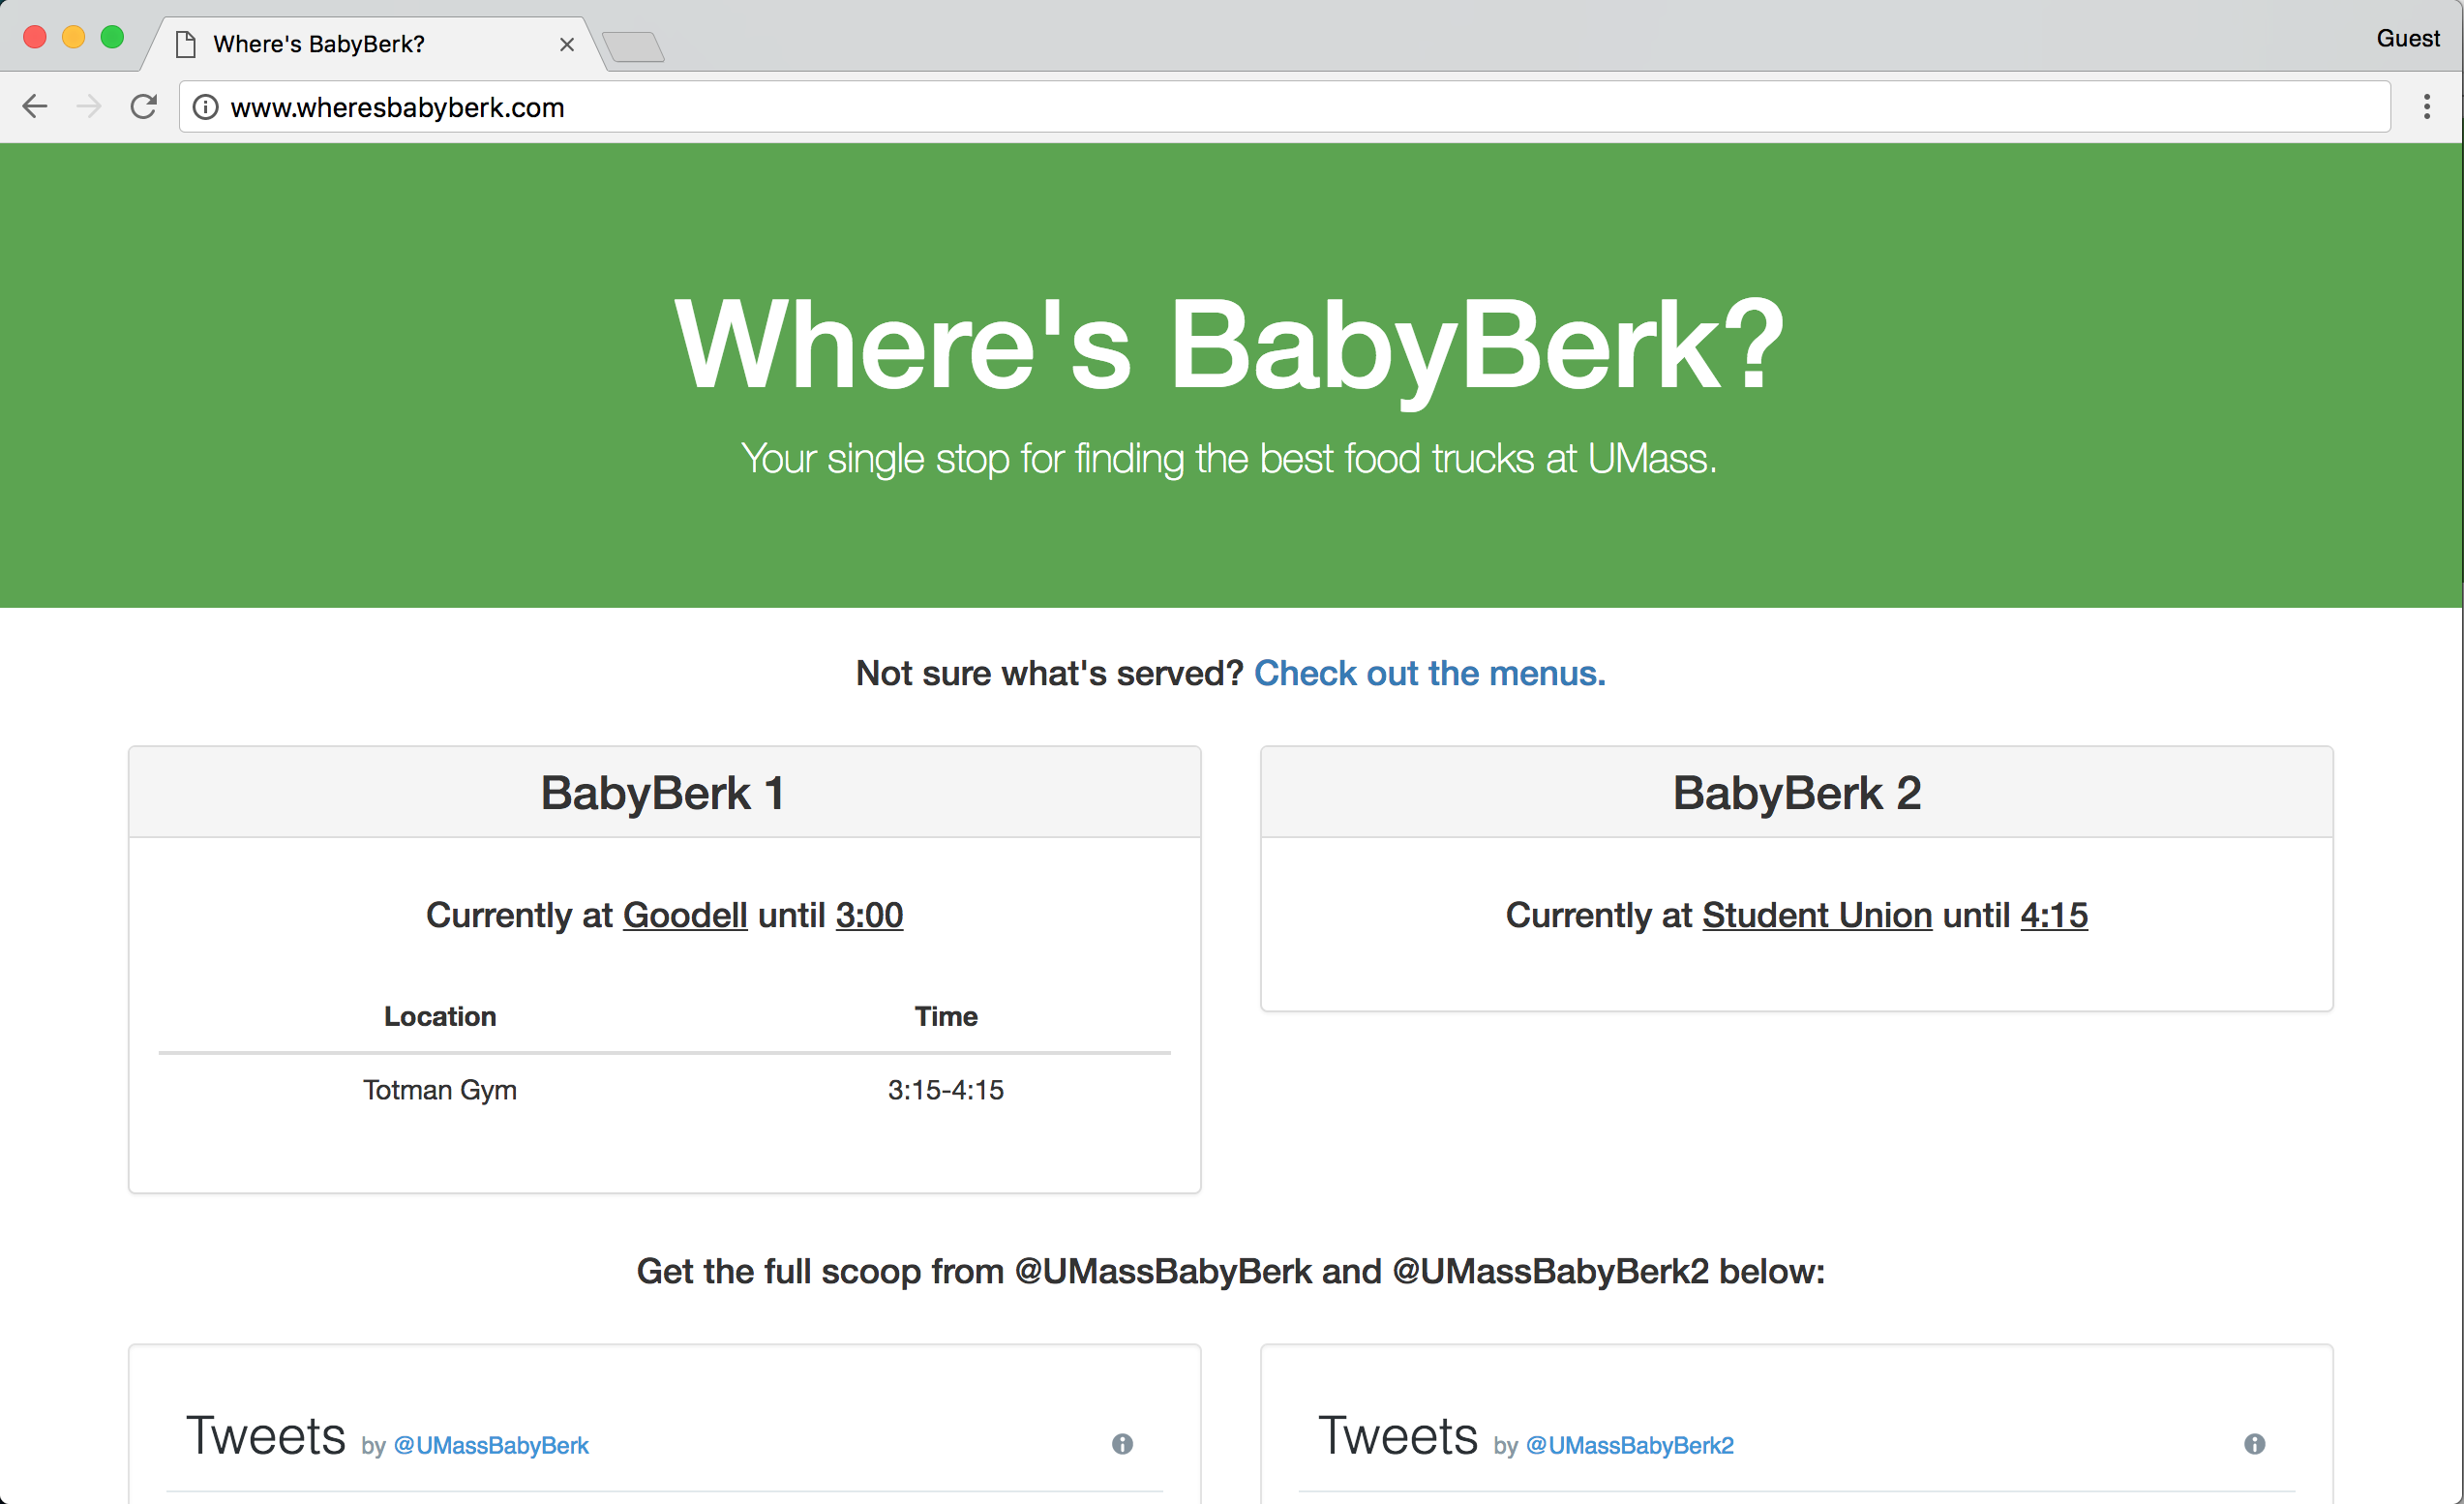 Where's BabyBerk?
Guest
www.wheresbabyberk.com
Where's BabyBerk?
Your single stop for finding the best food trucks at UMass.
Not sure what's served? Check out the menus.
BabyBerk 1
Currently at Goodell until 3:00
Location Time
Totman Gym 3:15-4:15
BabyBerk 2
Currently at Student Union until 4:15
Get the full scoop from @UMassBabyBerk and @UMassBabyBerk2 below:
Tweets by @UMassBabyBerk
Tweets by @UMassBabyBerk2